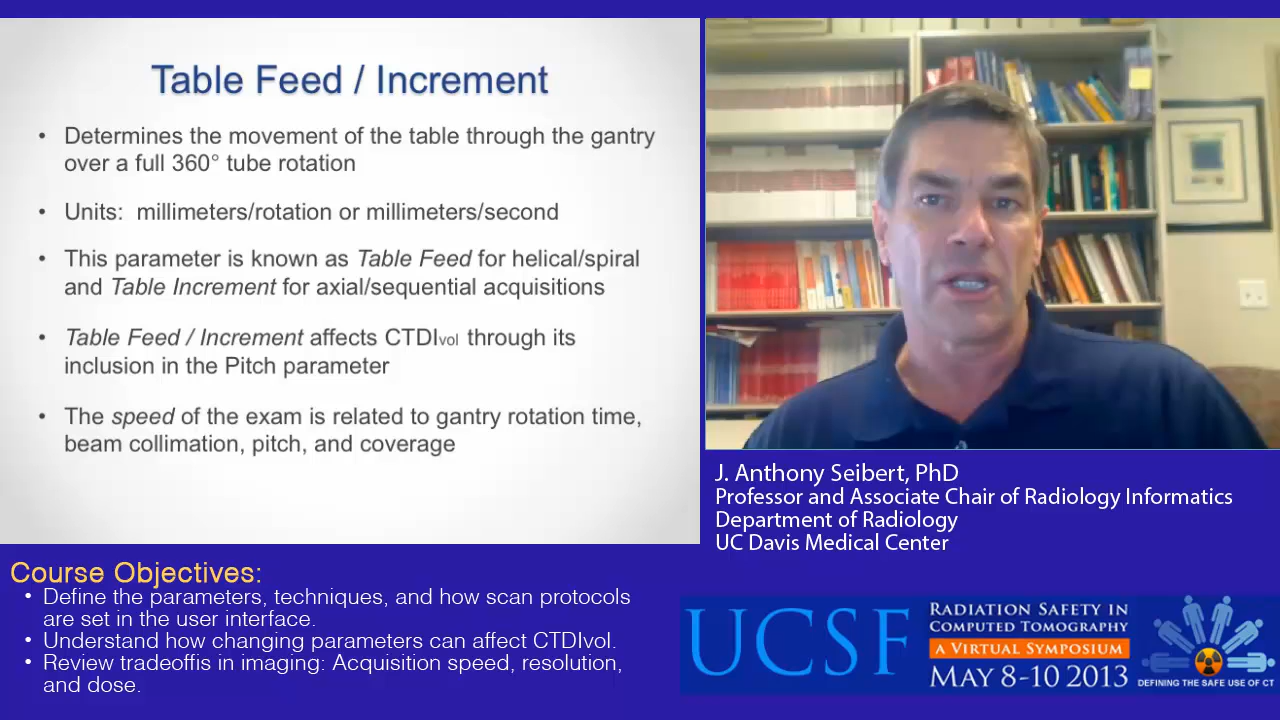 Table Feed / Increment
• Determines the movement of the table through the gantry
over a full 360° tube rotation
• Units: millimeters/rotation or millimeters/second
• This parameter is known as Table Feed for helical/spiral
and Table Increment for axial/sequential acquisitions
• Table Feed / Increment affects CTDIvol through its
inclusion in the Pitch parameter
• The speed of the exam is related to gantry rotation time,
beam collimation, pitch, and coverage
J. Anthony Seibert, PhD
Professor and Associate Chair of Radiology Informatics
Department of Radiology
UC Davis Medical Center
Course Objectives:
• Define the parameters, techniques, and how scan protocols
are set in the user interface.
• Understand how changing parameters can affect CTDIvol.
• Review tradeoffis in imaging: Acquisition speed, resolution,
and dose.
UCSF
RADIATION SAFETY IN
COMPUTED TOMOGRAPHY
A VIRTUAL SYMPOSIUM
MAY 8-10 2013
DEFINING THE SAFE USE OF CT